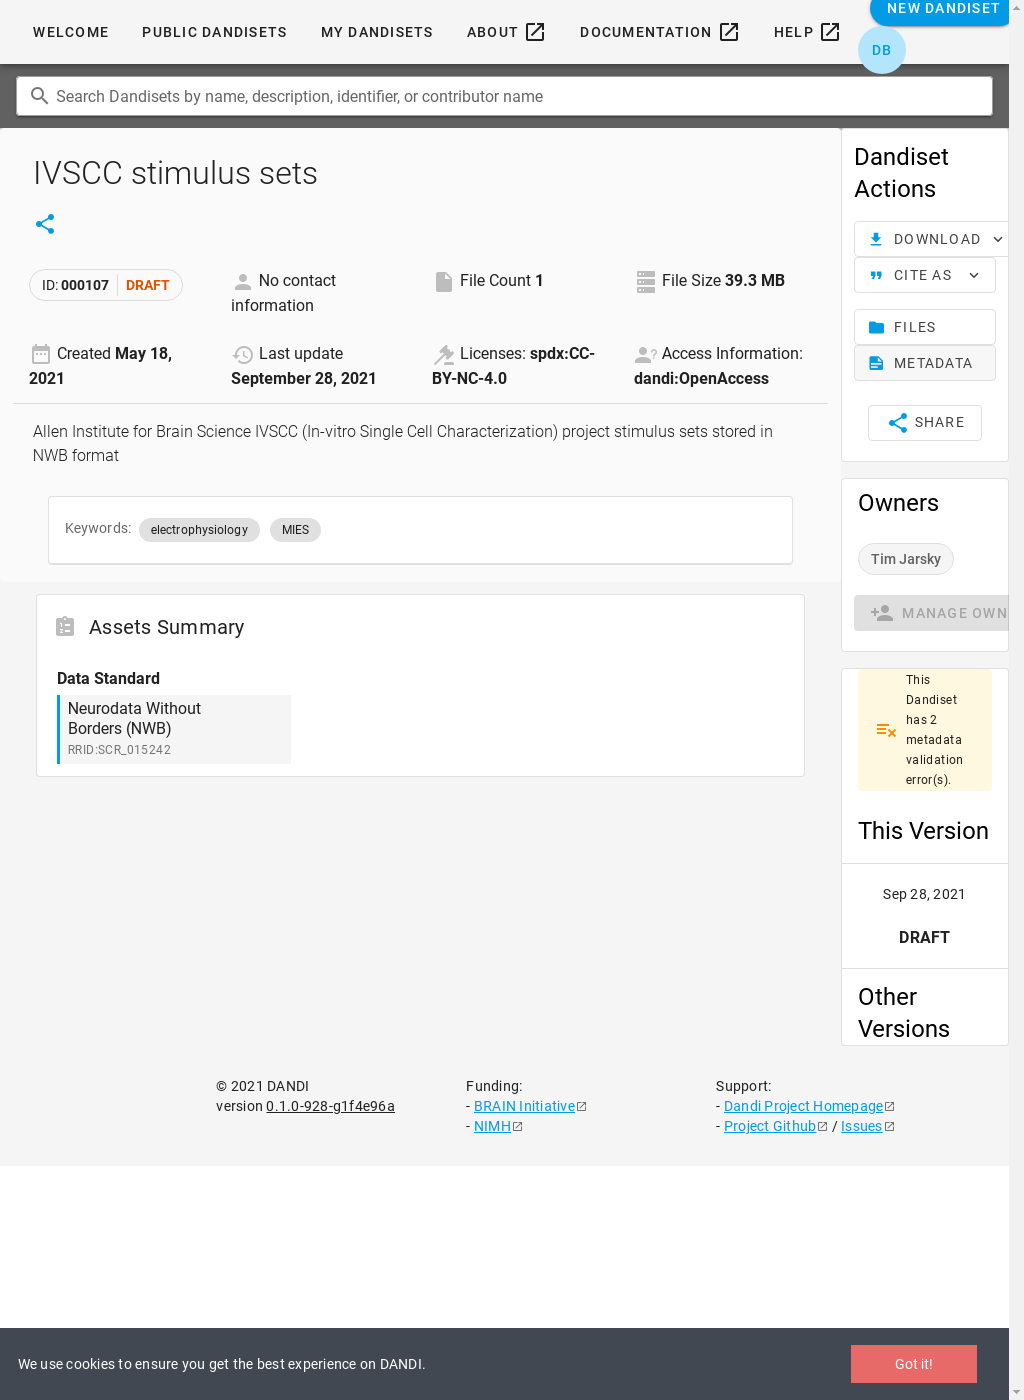 WELCOME PUBLIC DANDISETS MY DANDISETS ABOUT DOCUMENTATION HELP NEW DANDISET
DB
Search Dandisets by name, description, identifier, or contributor name
IVSCC stimulus sets
ID: 000107 DRAFT
No contact
information
File Count 1
File Size 39.3 MB
Created May 18,
2021
Last update
September 28, 2021
Licenses: spdx:CC-
BY-NC-4.0
Access Information:
dandi:OpenAccess
Allen Institute for Brain Science IVSCC (In-vitro Single Cell Characterization) project stimulus sets stored in
NWB format
Keywords: electrophysiology MIES
Assets Summary
Data Standard
Neurodata Without
Borders (NWB)
RRID:SCR_015242
Dandiset
Actions
DOWNLOAD
CITE AS
FILES
METADATA
SHARE
Owners
Tim Jarsky
MANAGE OWN
This
Dandiset
has 2
metadata
validation
error(s).
This Version
Sep 28, 2021
DRAFT
Other
Versions
© 2021 DANDI
version 0.1.0-928-g1f4e96a
Funding:
- BRAIN Initiative
- NIMH
Support:
- Dandi Project Homepage
- Project Github / Issues
We use cookies to ensure you get the best experience on DANDI.
Got it!